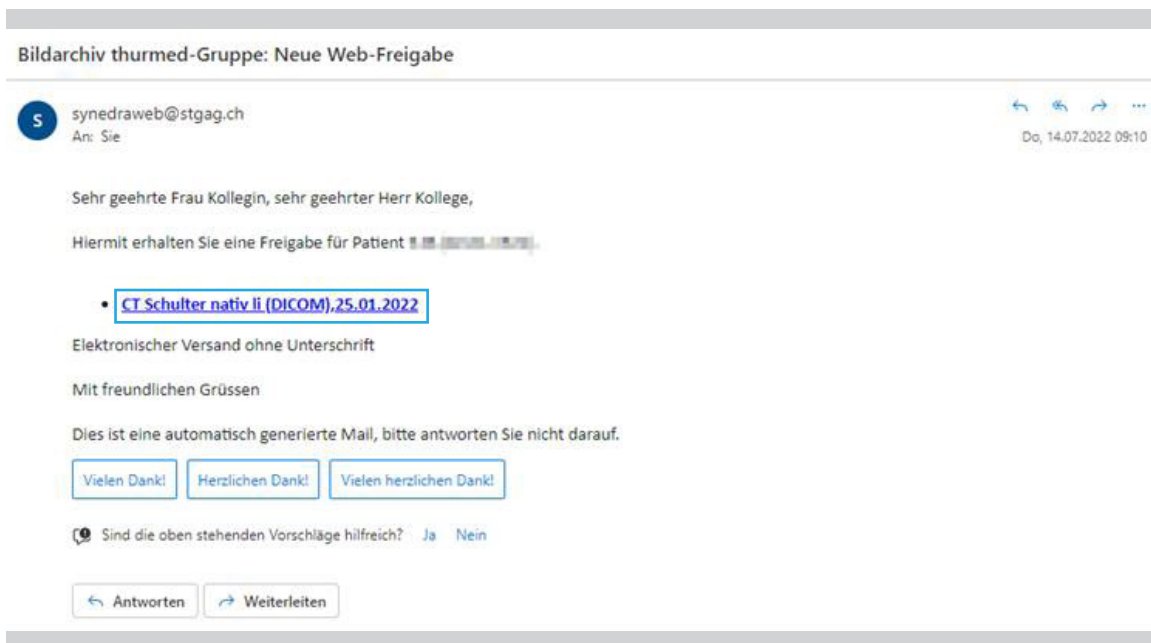 Bildarchiv thurmed-Gruppe: Neue Web-Freigabe
S
synedraweb@stgag.ch
An: Sie
Do, 14.07.2022 09:10
Sehr geehrte Frau Kollegin, sehr geehrter Herr Kollege,
Hiermit erhalten Sie eine Freigabe für Patient
• CT Schulter nativ li (DICOM),25.01.2022
Elektronischer Versand ohne Unterschrift
Mit freundlichen Grüssen
Dies ist eine automatisch generierte Mail, bitte antworten Sie nicht darauf.
Vielen Dank! Herzlichen Dank! Vielen herzlichen Dank!
Sind die oben stehenden Vorschläge hilfreich? Ja Nein
Antworten Weiterleiten